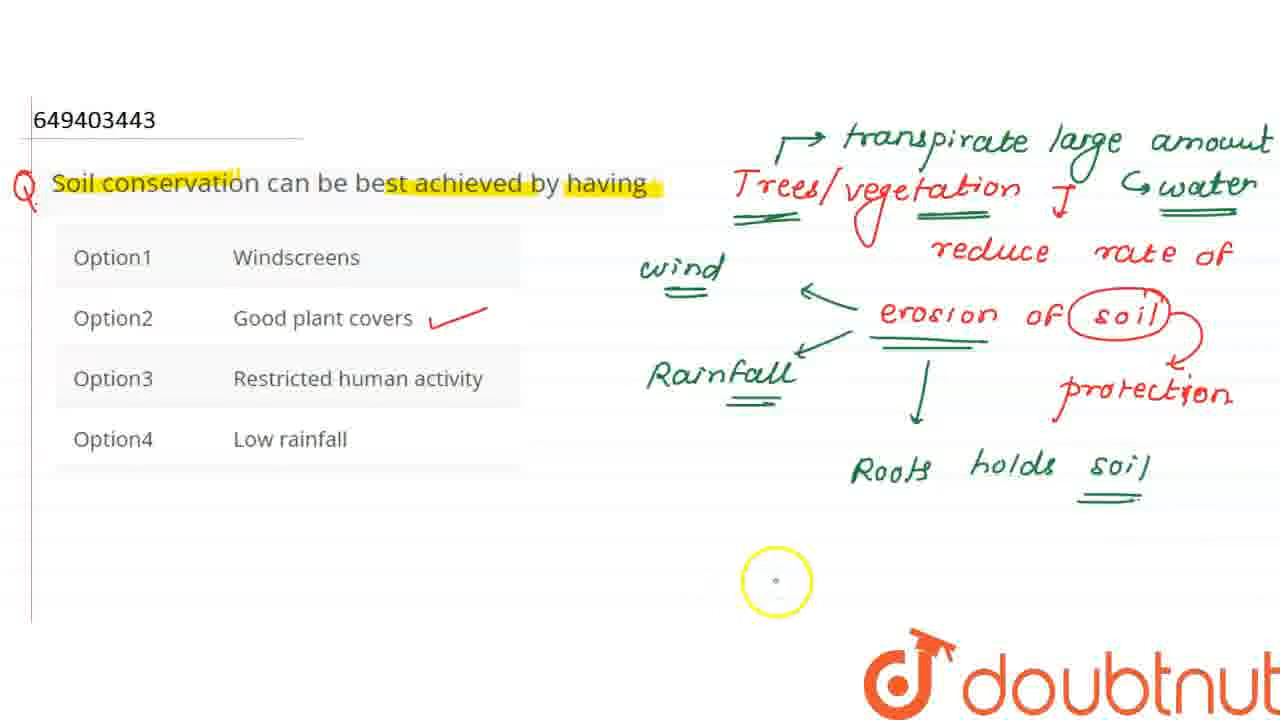 649403443
Q. Soil conservation can be best achieved by having
Option1 Windscreens
Option2 Good plant covers
Option3 Restricted human activity
Option4 Low rainfall
transpirate large amount
Trees/vegetation water
reduce rate of
wind
erosion of soil
Rainfall
protection
Roots holds soil
doubtnut